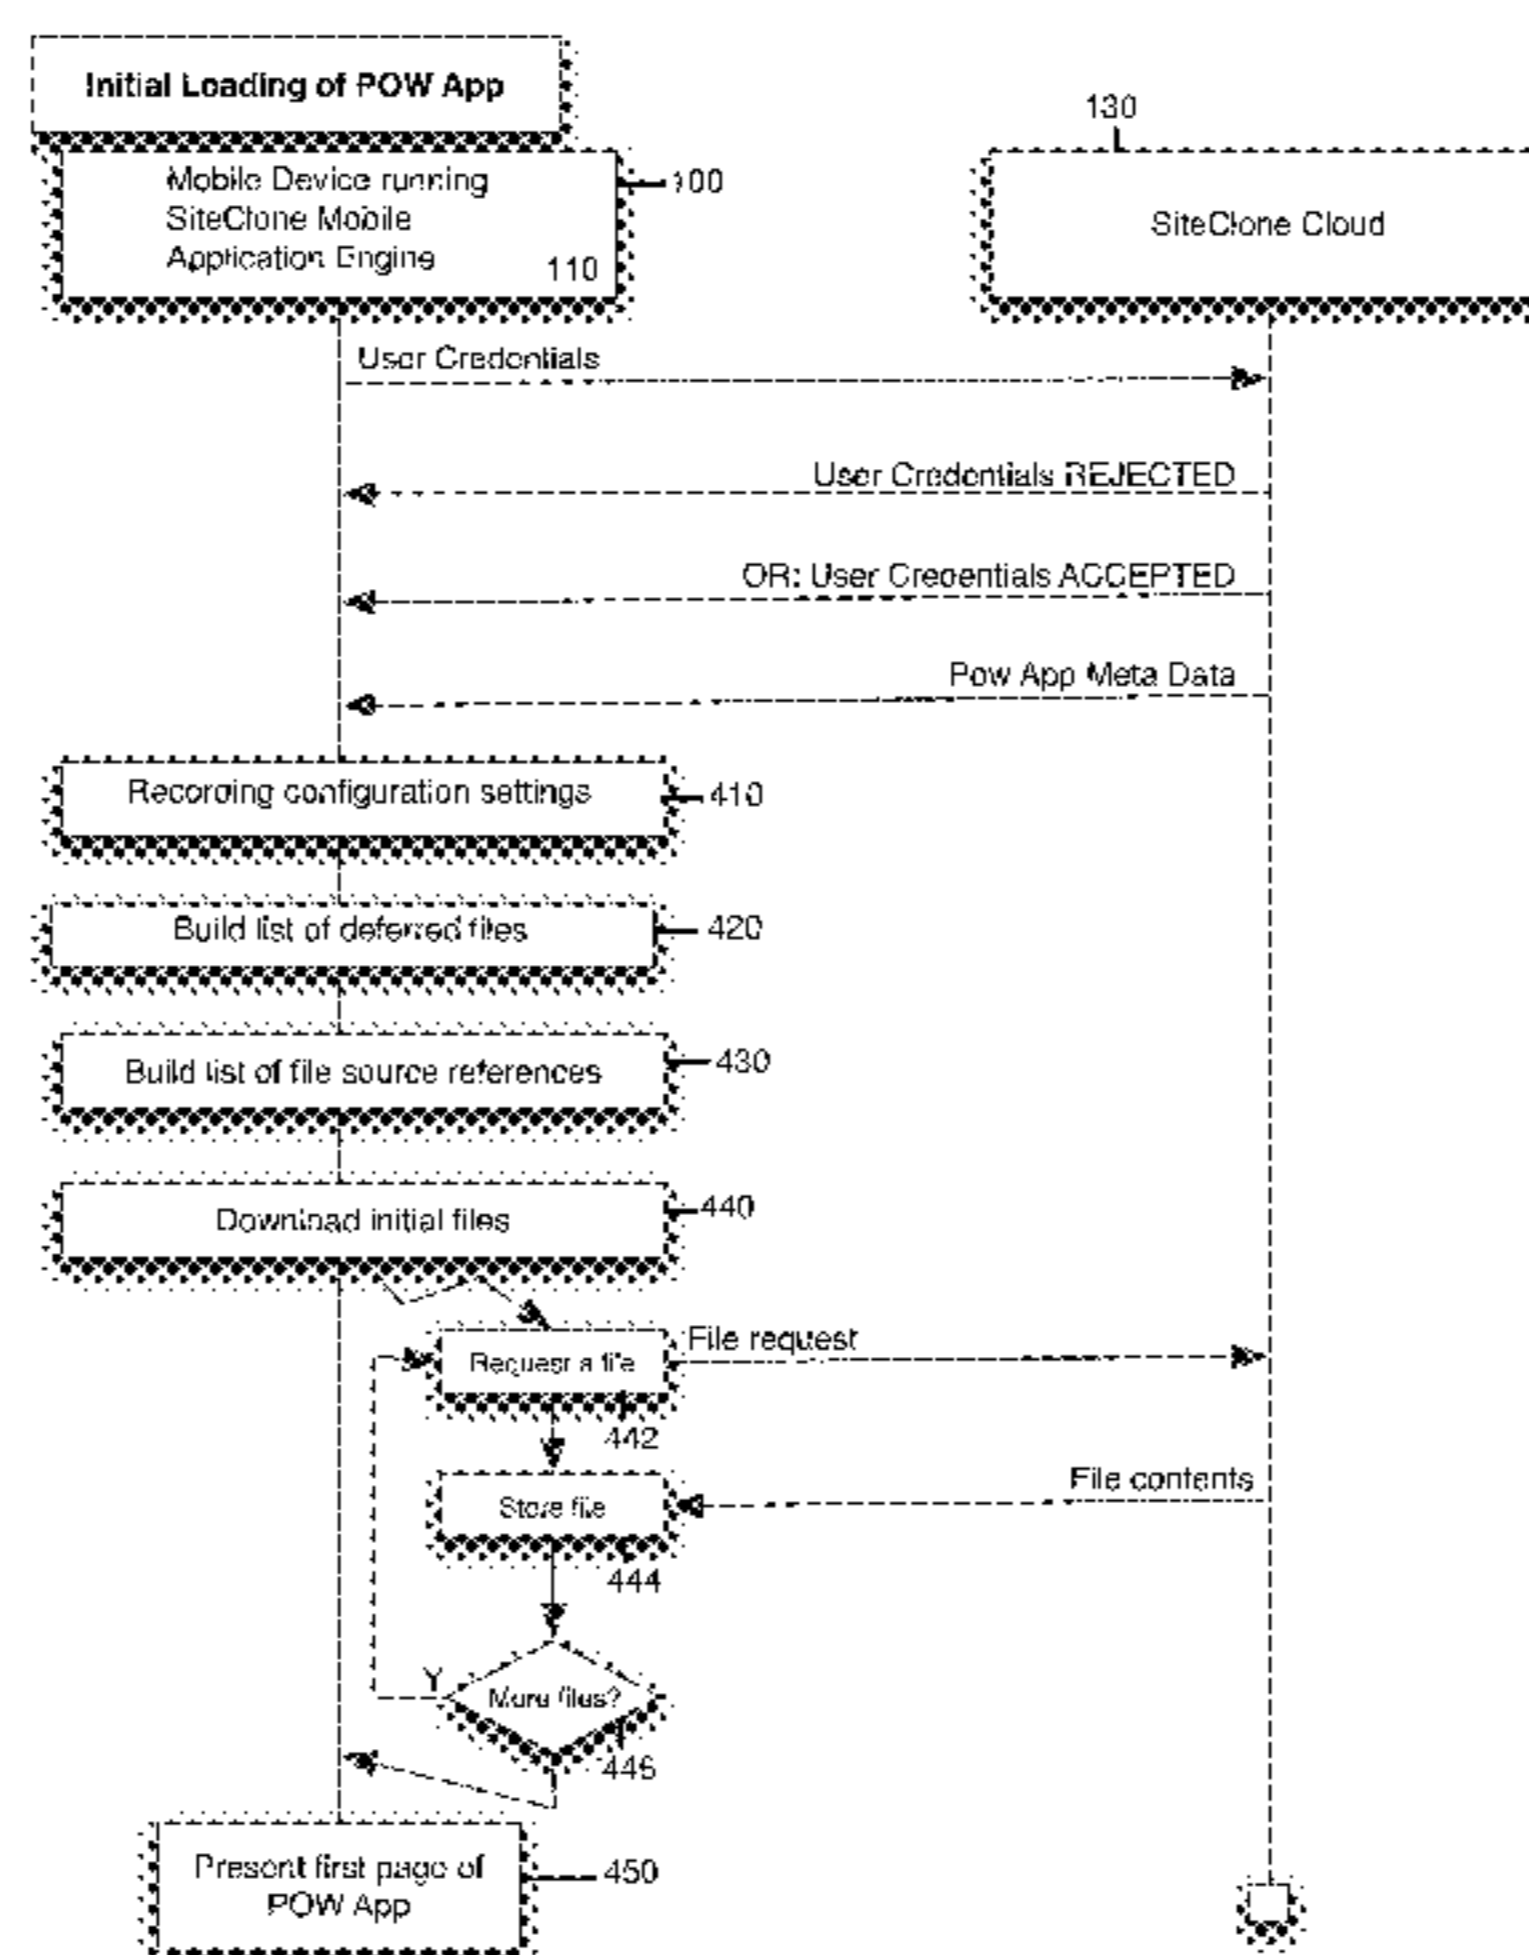 Initial Loading of POW App
Mobile Device running
SiteClone Mobile
Application Engine
110
100
130
SiteClone Cloud
User Credentials
User Credentials REJECTED
OR: User Credentials ACCEPTED
Pow App Meta Data
Recording configuration settings
410
Build list of deferred files
420
Build list of file source references
430
Download initial files
440
Request a file
File request
442
File contents
Store file
444
Y
More files?
446
Present first page of
POW App
450